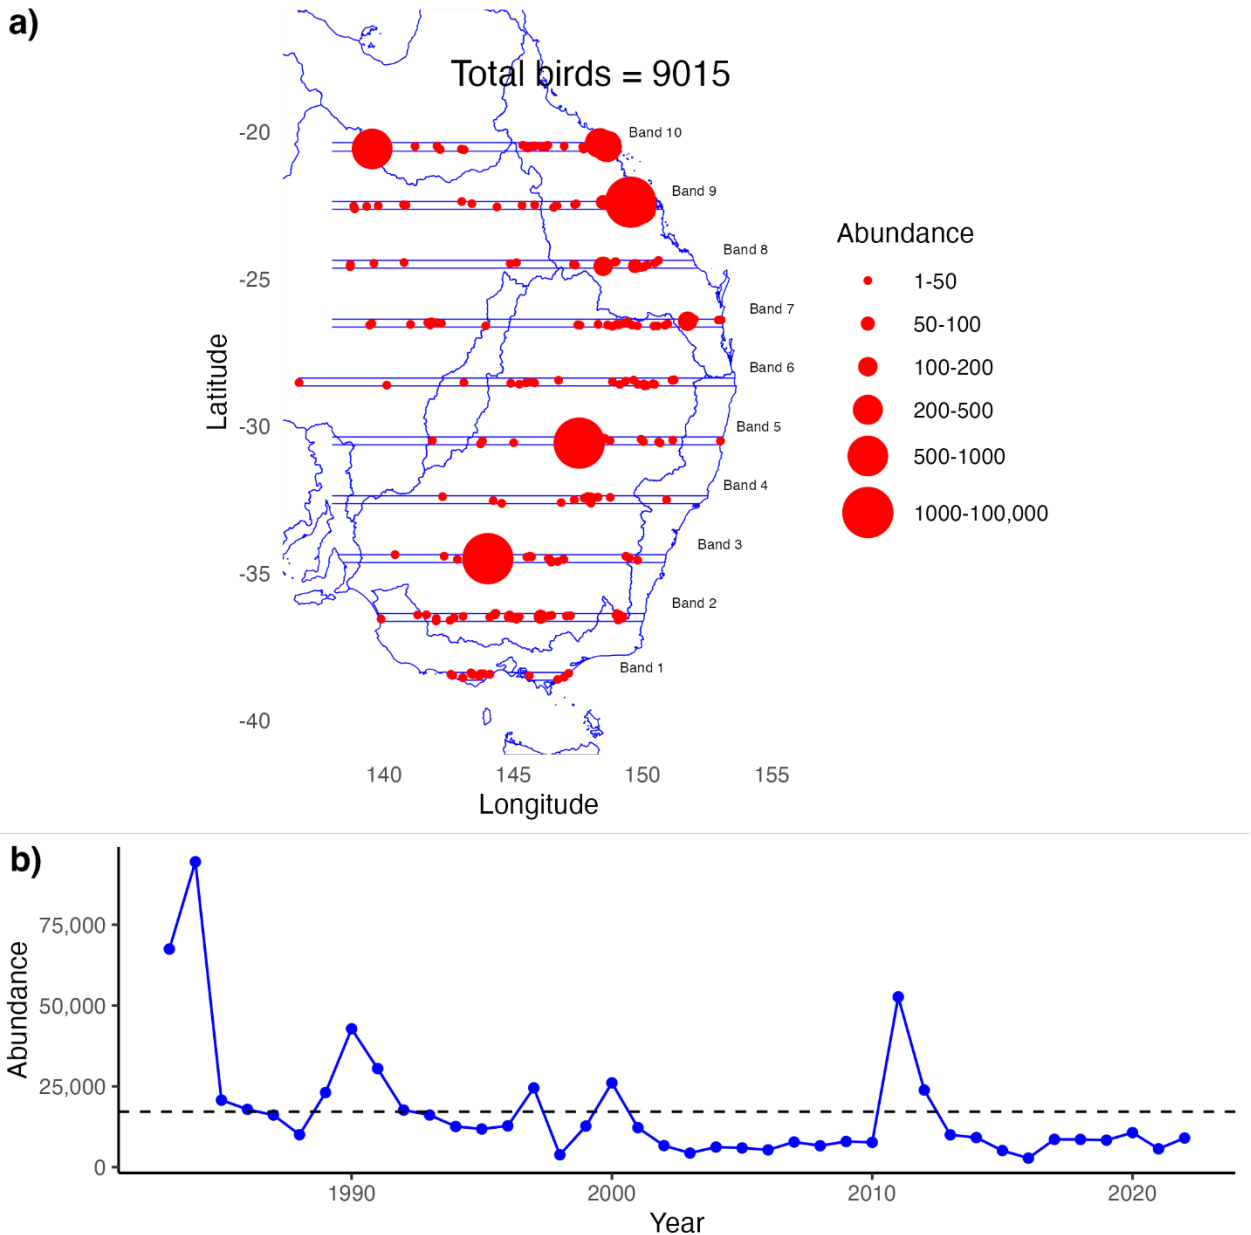 a)
Total birds = 9015
-20
-25
-30
-35
-40
Latitude
Band 10
Band 9
Band 8
Band 7
Band 6
Band 5
Band 4
Band 3
Band 2
Band 1
140
145
150
155
Longitude
Abundance
1-50
50-100
100-200
200-500
500-1000
1000-100,000
b)
Abundance
75,000
50,000
25,000
0
1990
2000
2010
2020
Year